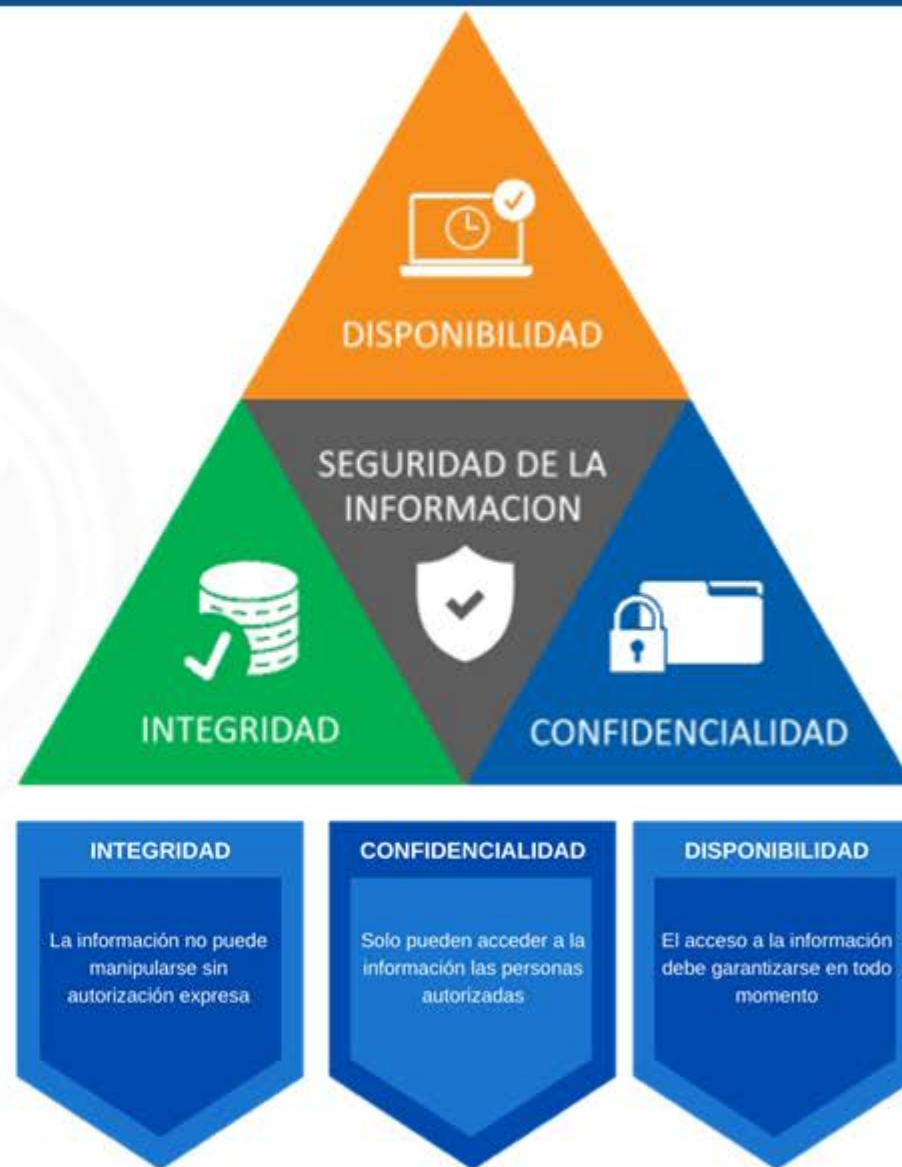 DISPONIBILIDAD
SEGURIDAD DE LA
INFORMACION
INTEGRIDAD
CONFIDENCIALIDAD
INTEGRIDAD
La información no puede
manipularse sin
autorización expresa
CONFIDENCIALIDAD
Solo pueden acceder a la
información las personas
autorizadas
DISPONIBILIDAD
El acceso a la información
debe garantizarse en todo
momento